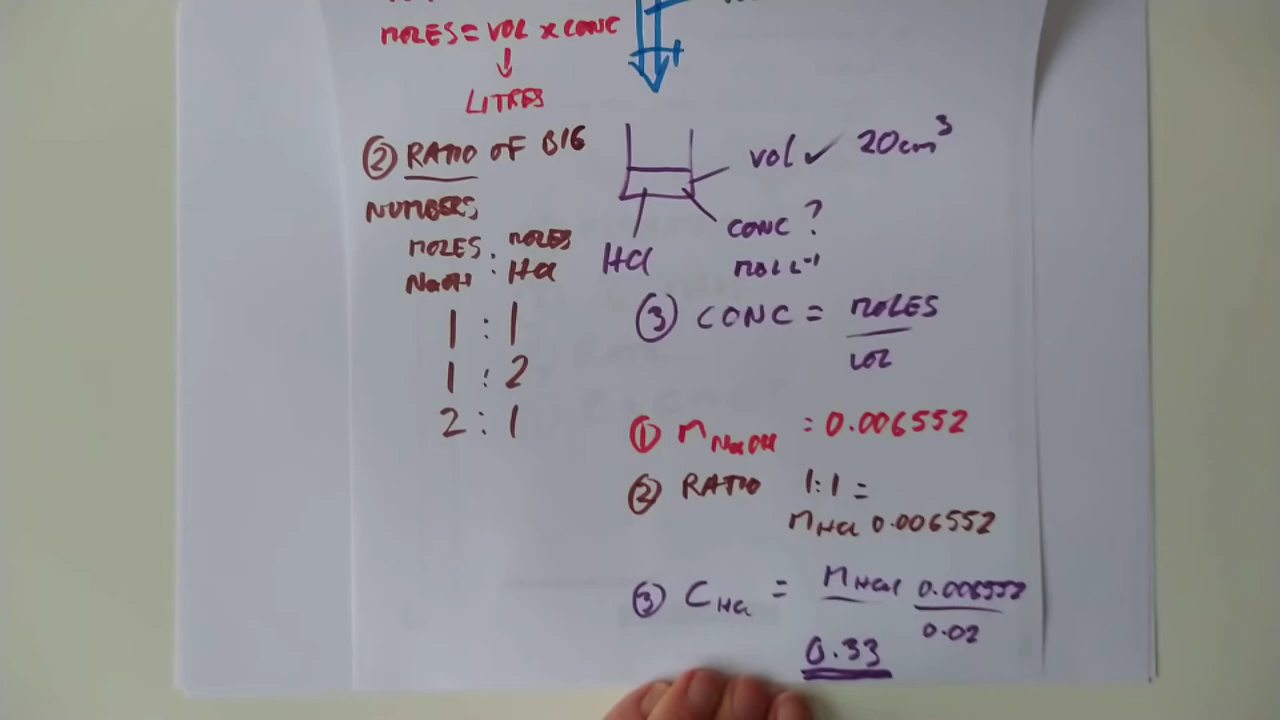 MOLES = VOL × CONC
↓
LITRES
② RATIO OF BIG
NUMBERS
MOLES : MOLES
NaOH : HCl
1 : 1
1 : 2
2 : 1
VOL ✓ 20cm³
CONC ?
MOL L⁻¹
HCl
③ CONC = MOLES
VOL
① n NaOH = 0.006552
② RATIO 1:1 =
n HCl 0.006552
③ C HCl = n HCl 0.006552
0.02
0.33